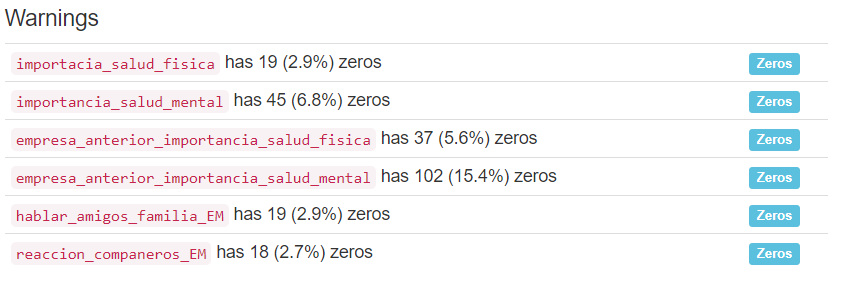 Warnings
importacia_salud_fisica has 19 (2.9%) zeros Zeros
importancia_salud_mental has 45 (6.8%) zeros Zeros
empresa_anterior_importancia_salud_fisica has 37 (5.6%) zeros Zeros
empresa_anterior_importancia_salud_mental has 102 (15.4%) zeros Zeros
hablar_amigos_familia_EM has 19 (2.9%) zeros Zeros
reaccion_companeros_EM has 18 (2.7%) zeros Zeros